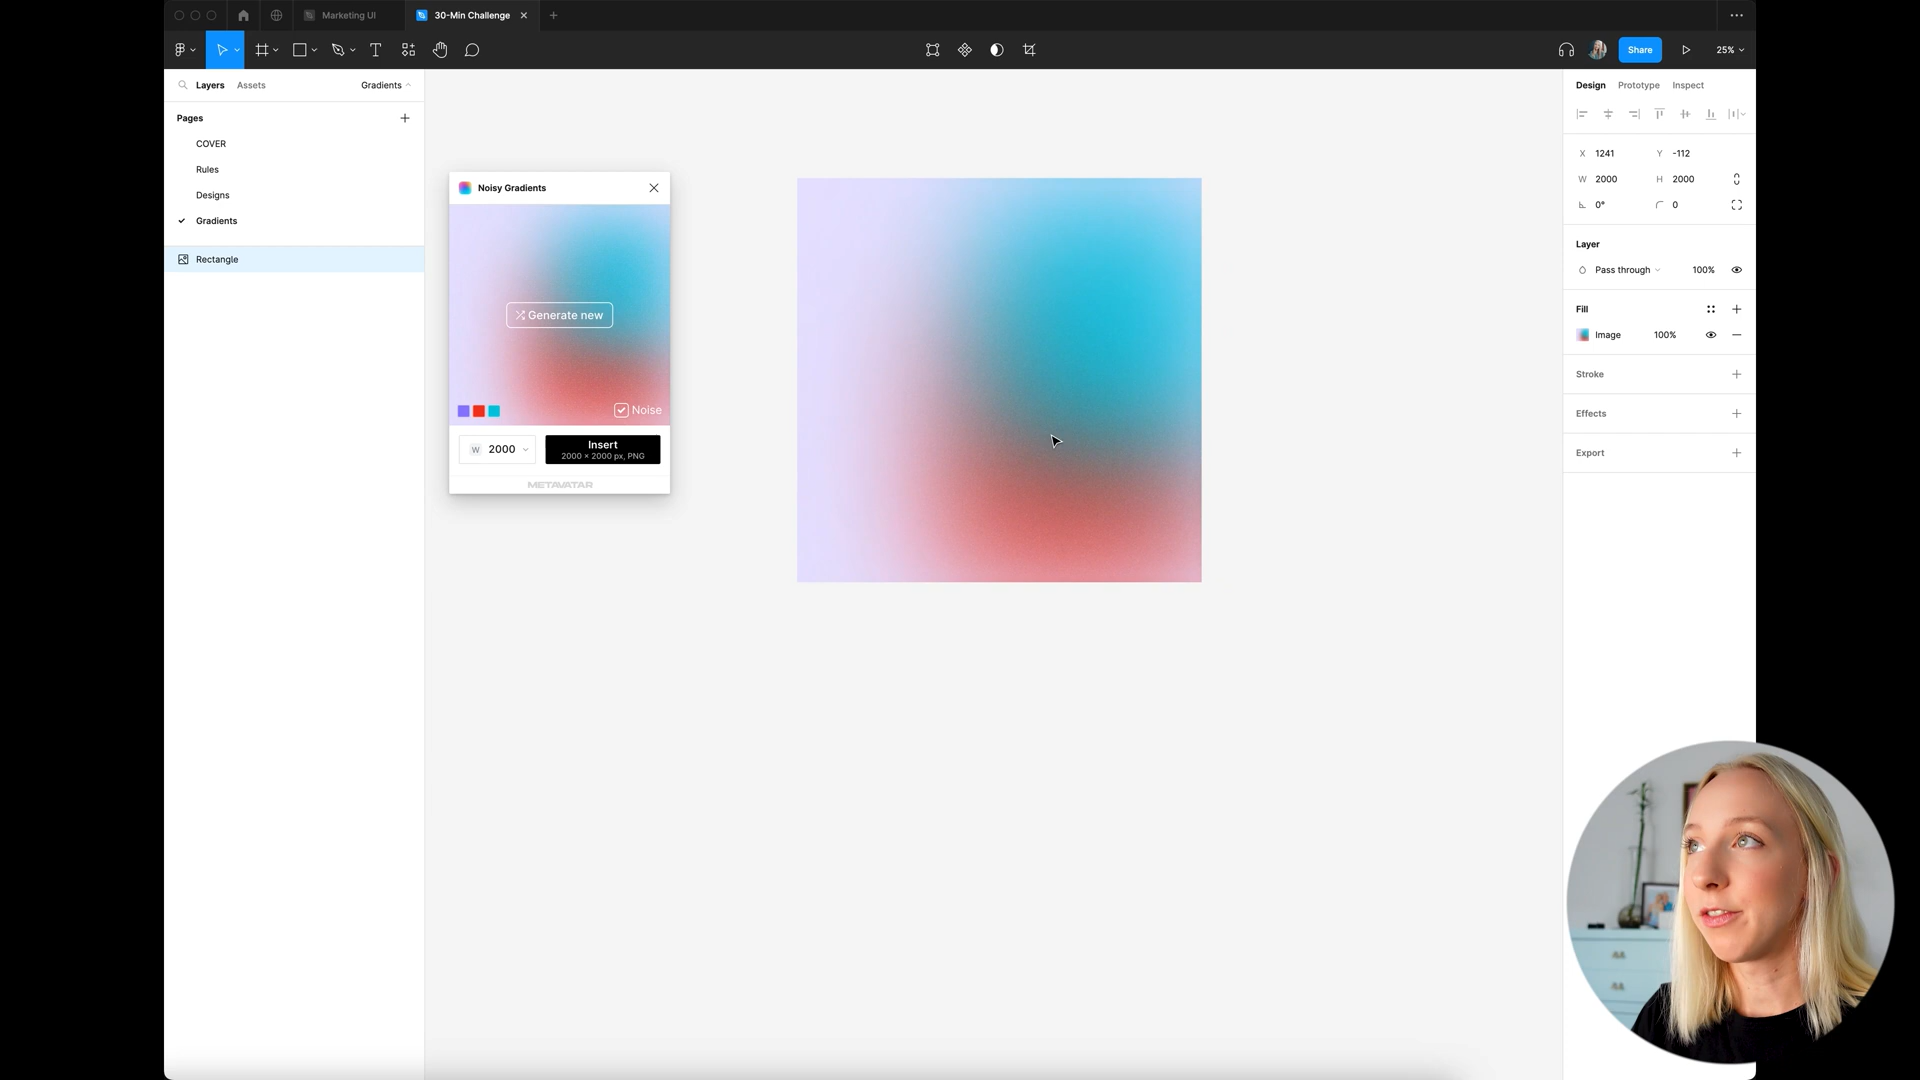 Marketing UI
30-Min Challenge
Share
25%
Layers
Assets
Gradients
Pages
COVER
Rules
Designs
Gradients
Rectangle
Noisy Gradients
Generate new
Noise
W 2000
Insert
2000 × 2000 px, PNG
METAVATAR
Design
Prototype
Inspect
X 1241
Y -112
W 2000
H 2000
0°
0
Layer
Pass through
100%
Fill
Image
100%
Stroke
Effects
Export